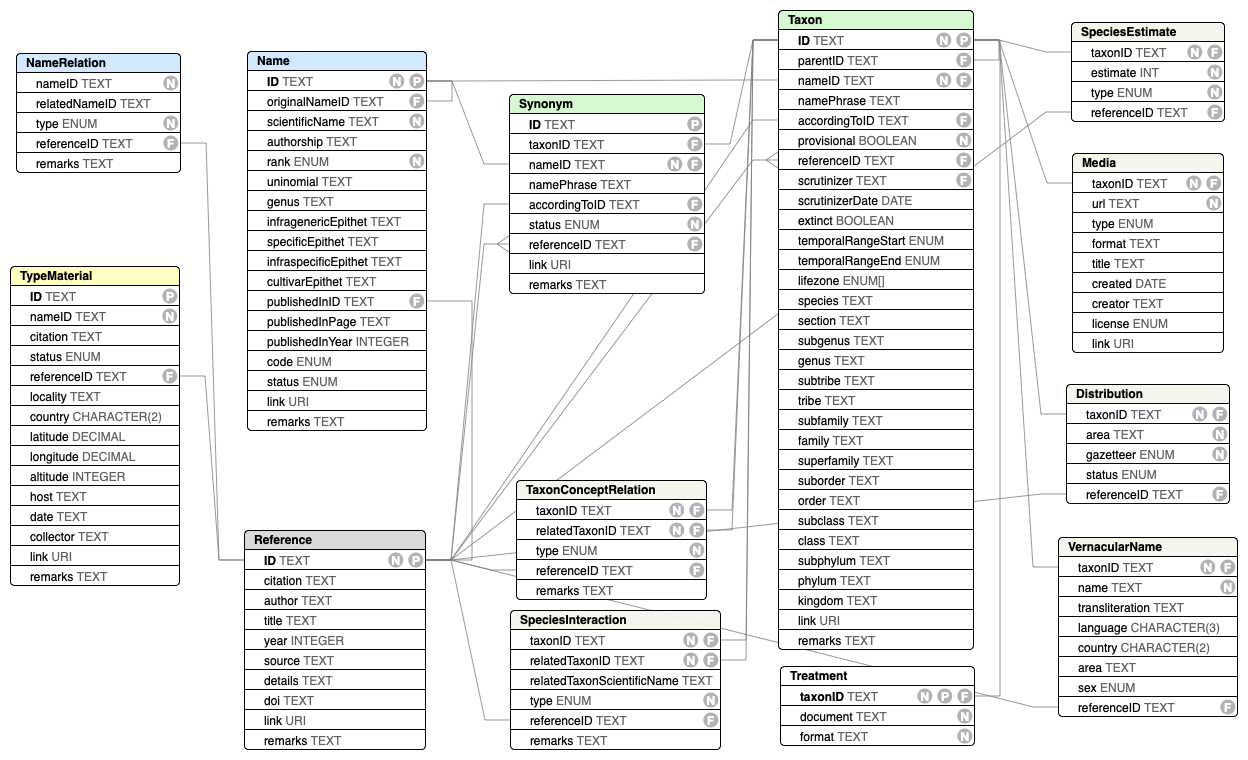 NameRelation
nameID TEXT N
relatedNameID TEXT
type ENUM N
referenceID TEXT F
remarks TEXT
TypeMaterial
ID TEXT P
nameID TEXT N
citation TEXT
status ENUM
referenceID TEXT F
locality TEXT
country CHARACTER(2)
latitude DECIMAL
longitude DECIMAL
altitude INTEGER
host TEXT
date TEXT
collector TEXT
link URI
remarks TEXT
Name
ID TEXT N P
originalNameID TEXT F
scientificName TEXT N
authorship TEXT
rank ENUM N
uninomial TEXT
genus TEXT
infragenericEpithet TEXT
specificEpithet TEXT
infraspecificEpithet TEXT
cultivarEpithet TEXT
publishedInID TEXT F
publishedInPage TEXT
publishedInYear INTEGER
code ENUM
status ENUM
link URI
remarks TEXT
Reference
ID TEXT N P
citation TEXT
author TEXT
title TEXT
year INTEGER
source TEXT
details TEXT
doi TEXT
link URI
remarks TEXT
Synonym
ID TEXT P
taxonID TEXT F
nameID TEXT N F
namePhrase TEXT
accordingToID TEXT F
status ENUM N
referenceID TEXT F
link URI
remarks TEXT
TaxonConceptRelation
taxonID TEXT N F
relatedTaxonID TEXT N F
type ENUM N
referenceID TEXT F
remarks TEXT
SpeciesInteraction
taxonID TEXT N F
relatedTaxonID TEXT N F
relatedTaxonScientificName TEXT
type ENUM N
referenceID TEXT F
remarks TEXT
Taxon
ID TEXT N P
parentID TEXT F
nameID TEXT N F
namePhrase TEXT
accordingToID TEXT F
provisional BOOLEAN N
referenceID TEXT F
scrutinizer TEXT F
scrutinizerDate DATE
extinct BOOLEAN
temporalRangeStart ENUM
temporalRangeEnd ENUM
lifezone ENUM[]
species TEXT
section TEXT
subgenus TEXT
genus TEXT
subtribe TEXT
tribe TEXT
subfamily TEXT
family TEXT
superfamily TEXT
suborder TEXT
order TEXT
subclass TEXT
class TEXT
subphylum TEXT
phylum TEXT
kingdom TEXT
link URI
remarks TEXT
Treatment
taxonID TEXT N P F
document TEXT N
format TEXT N
SpeciesEstimate
taxonID TEXT N F
estimate INT N
type ENUM N
referenceID TEXT F
Media
taxonID TEXT N F
url TEXT N
type ENUM
format TEXT
title TEXT
created DATE
creator TEXT
license ENUM
link URI
Distribution
taxonID TEXT N F
area TEXT N
gazetteer ENUM N
status ENUM
referenceID TEXT F
VernacularName
taxonID TEXT N F
name TEXT N
transliteration TEXT
language CHARACTER(3)
country CHARACTER(2)
area TEXT
sex ENUM
referenceID TEXT F